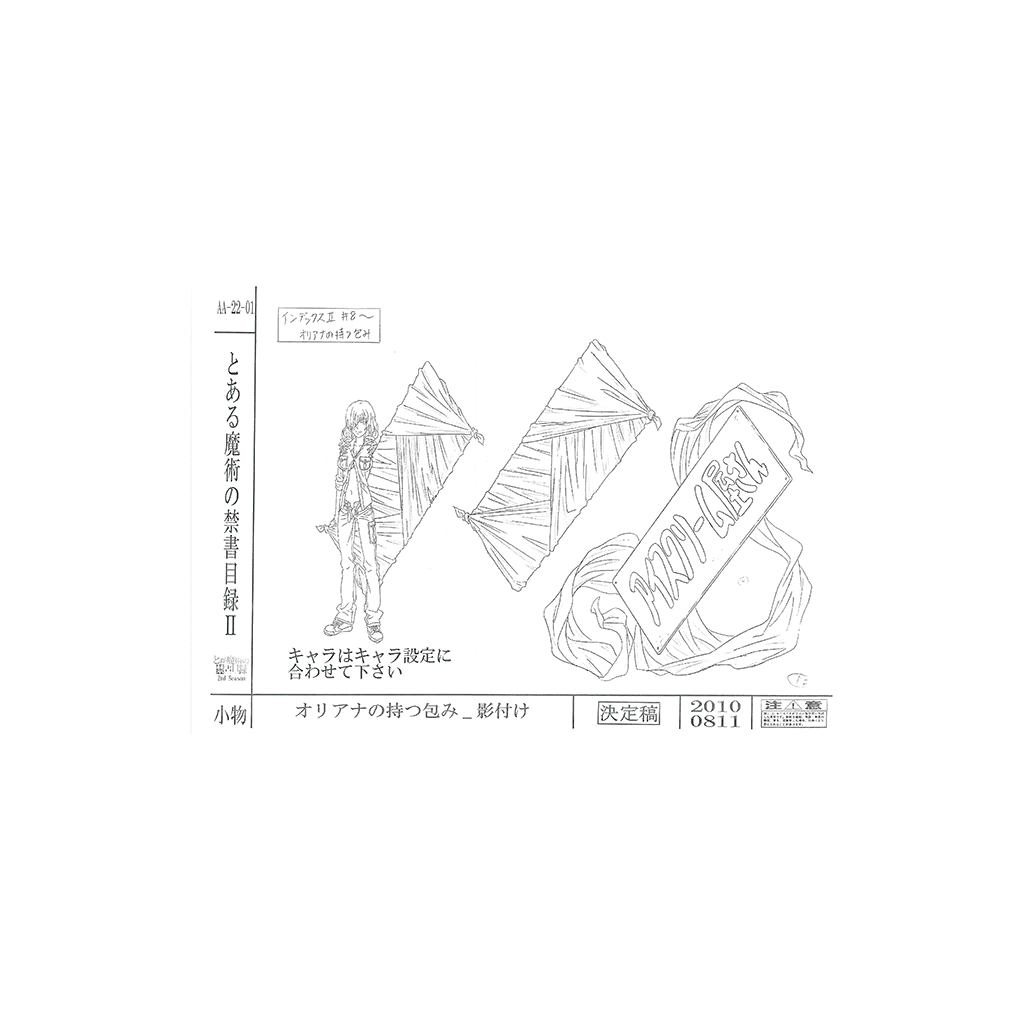 AA-22-01
インデックスⅡ #8〜
オリアナの持つ包み
とある魔術の禁書目録Ⅱ
アイスクリーム屋さん
キャラはキャラ設定に
合わせて下さい
小物
オリアナの持つ包み_影付け
決定稿
2010
0811
注⚠意